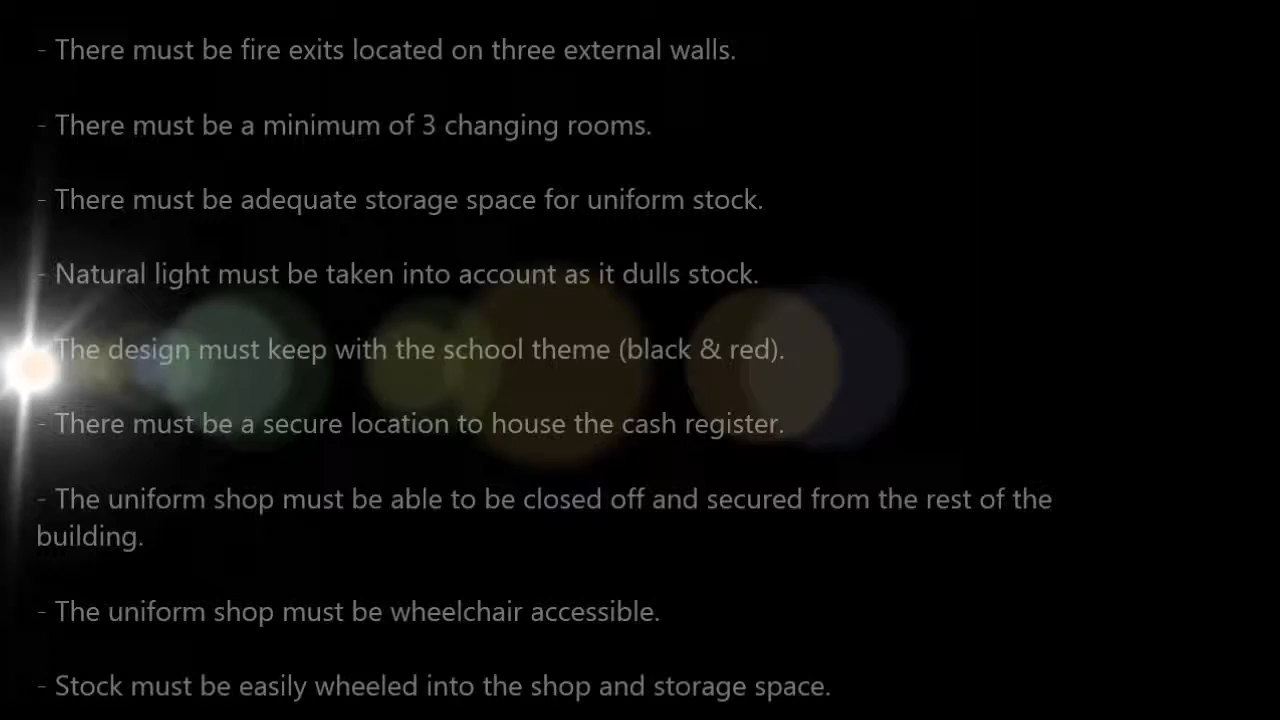 - There must be fire exits located on three external walls.
- There must be a minimum of 3 changing rooms.
- There must be adequate storage space for uniform stock.
- Natural light must be taken into account as it dulls stock.
- The design must keep with the school theme (black & red).
- There must be a secure location to house the cash register.
- The uniform shop must be able to be closed off and secured from the rest of the
building.
- The uniform shop must be wheelchair accessible.
- Stock must be easily wheeled into the shop and storage space.